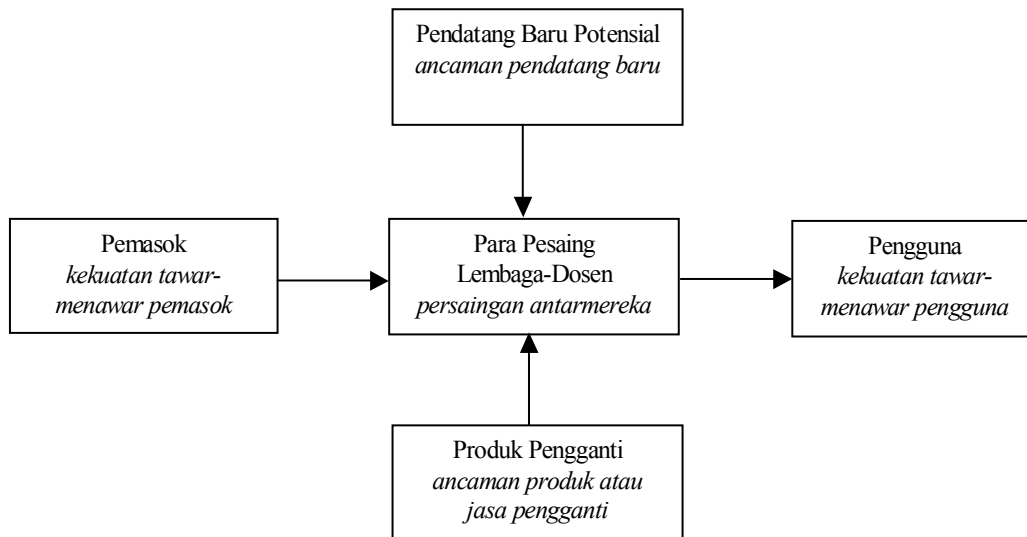 Pendatang Baru Potensial
ancaman pendatang baru
Pemasok
kekuatan tawar-
menawar pemasok
Para Pesaing
Lembaga-Dosen
persaingan antarmereka
Pengguna
kekuatan tawar-
menawar pengguna
Produk Pengganti
ancaman produk atau
jasa pengganti